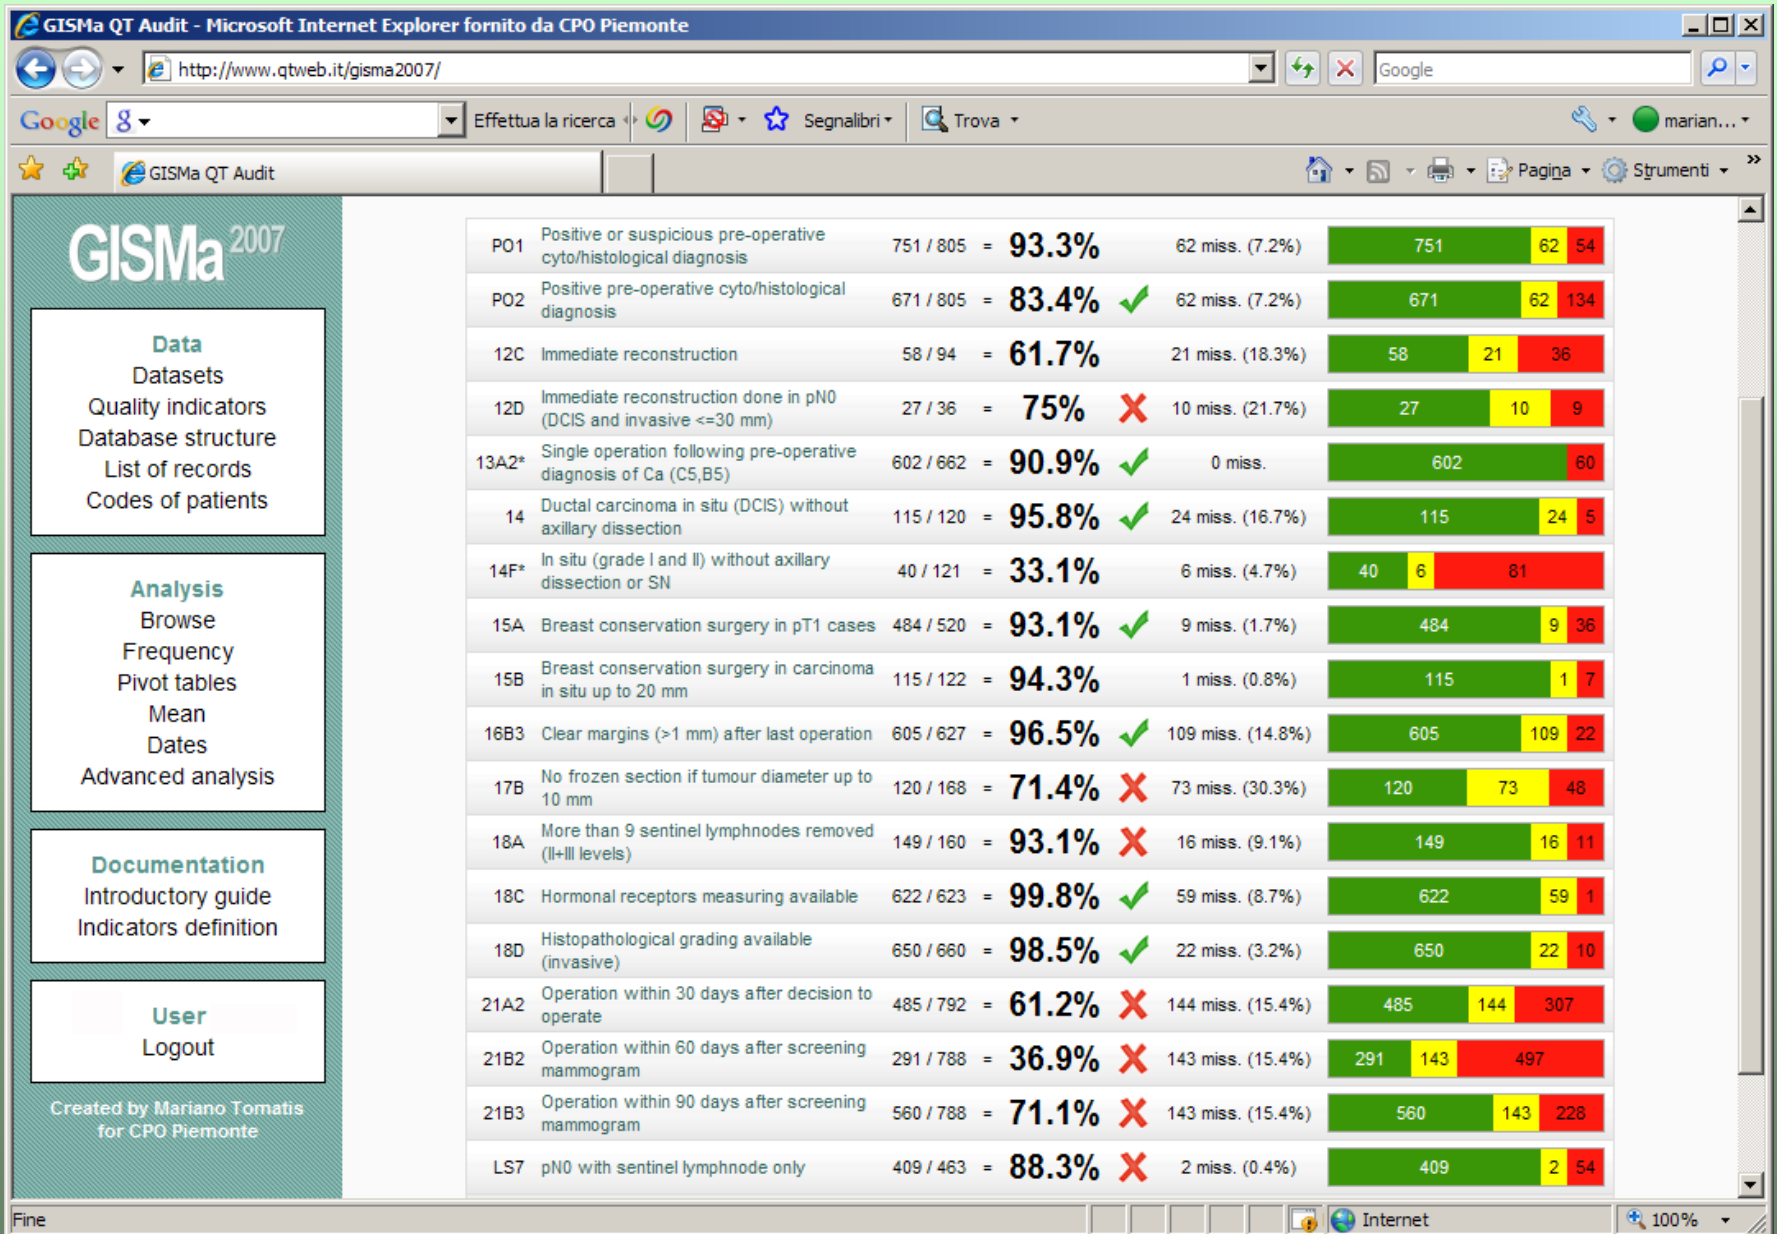 GISMa QT Audit - Microsoft Internet Explorer fornito da CPO Piemonte
http://www.qtweb.it/gisma2007/
Google
Google g Effettua la ricerca Segnalibri Trova marian...
GISMa QT Audit Pagina Strumenti »
GISMa 2007
Data
Datasets
Quality indicators
Database structure
List of records
Codes of patients
Analysis
Browse
Frequency
Pivot tables
Mean
Dates
Advanced analysis
Documentation
Introductory guide
Indicators definition
User
Logout
Created by Mariano Tomatis
for CPO Piemonte
PO1 Positive or suspicious pre-operative
cyto/histological diagnosis 751 / 805 = 93.3% 62 miss. (7.2%) 751 62 54
PO2 Positive pre-operative cyto/histological
diagnosis 671 / 805 = 83.4% 62 miss. (7.2%) 671 62 134
12C Immediate reconstruction 58 / 94 = 61.7% 21 miss. (18.3%) 58 21 36
12D Immediate reconstruction done in pN0
(DCIS and invasive <=30 mm) 27 / 36 = 75% 10 miss. (21.7%) 27 10 9
13A2* Single operation following pre-operative
diagnosis of Ca (C5,B5) 602 / 662 = 90.9% 0 miss. 602 60
14 Ductal carcinoma in situ (DCIS) without
axillary dissection 115 / 120 = 95.8% 24 miss. (16.7%) 115 24 5
14F* In situ (grade I and II) without axillary
dissection or SN 40 / 121 = 33.1% 6 miss. (4.7%) 40 6 81
15A Breast conservation surgery in pT1 cases 484 / 520 = 93.1% 9 miss. (1.7%) 484 9 36
15B Breast conservation surgery in carcinoma
in situ up to 20 mm 115 / 122 = 94.3% 1 miss. (0.8%) 115 1 7
16B3 Clear margins (>1 mm) after last operation 605 / 627 = 96.5% 109 miss. (14.8%) 605 109 22
17B No frozen section if tumour diameter up to
10 mm 120 / 168 = 71.4% 73 miss. (30.3%) 120 73 48
18A More than 9 sentinel lymphnodes removed
(II+III levels) 149 / 160 = 93.1% 16 miss. (9.1%) 149 16 11
18C Hormonal receptors measuring available 622 / 623 = 99.8% 59 miss. (8.7%) 622 59 1
18D Histopathological grading available
(invasive) 650 / 660 = 98.5% 22 miss. (3.2%) 650 22 10
21A2 Operation within 30 days after decision to
operate 485 / 792 = 61.2% 144 miss. (15.4%) 485 144 307
21B2 Operation within 60 days after screening
mammogram 291 / 788 = 36.9% 143 miss. (15.4%) 291 143 497
21B3 Operation within 90 days after screening
mammogram 560 / 788 = 71.1% 143 miss. (15.4%) 560 143 228
LS7 pN0 with sentinel lymphnode only 409 / 463 = 88.3% 2 miss. (0.4%) 409 2 54
Fine Internet 100%